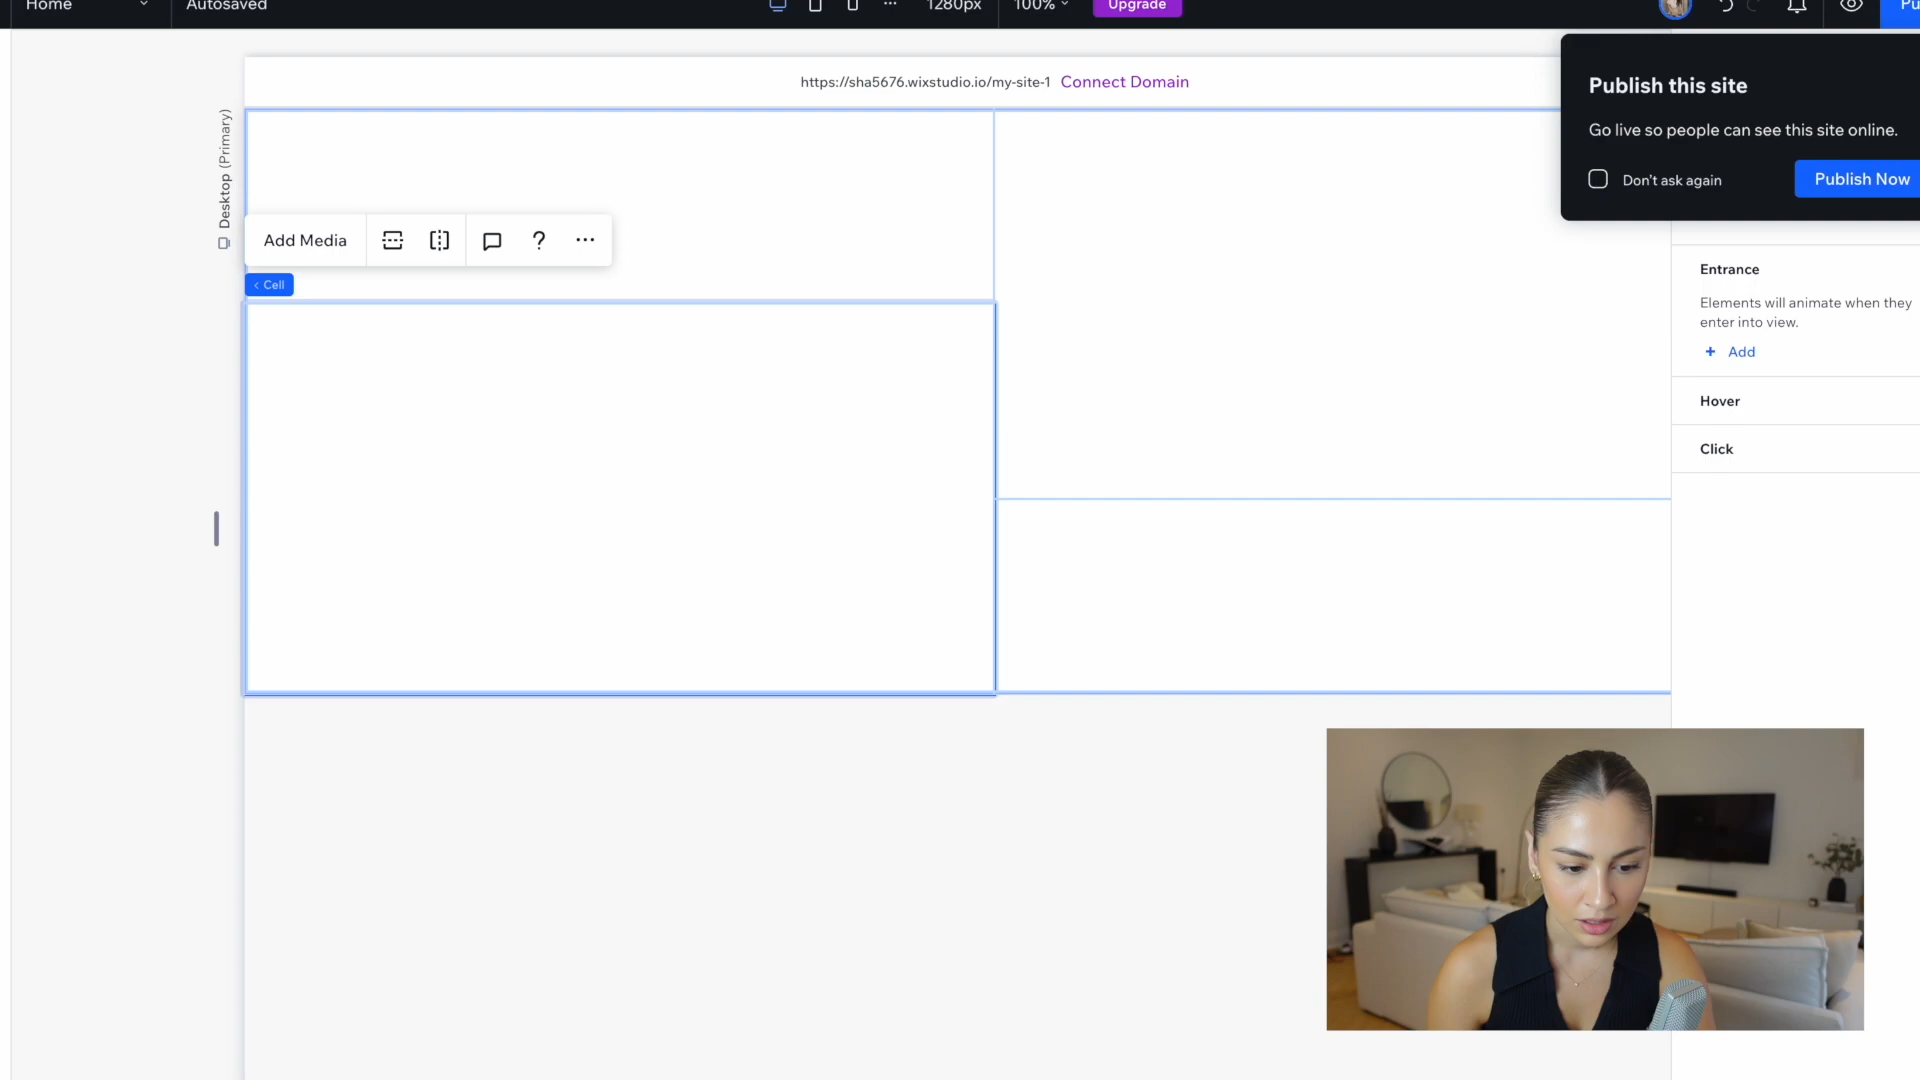 Home
Autosaved
1280px
100%
Upgrade
Pu
Publish this site
Go live so people can see this site online.
Don't ask again
Publish Now
https://sha5676.wixstudio.io/my-site-1 Connect Domain
Desktop (Primary)
Add Media
?
< Cell
Entrance
Elements will animate when they
enter into view.
+ Add
Hover
Click